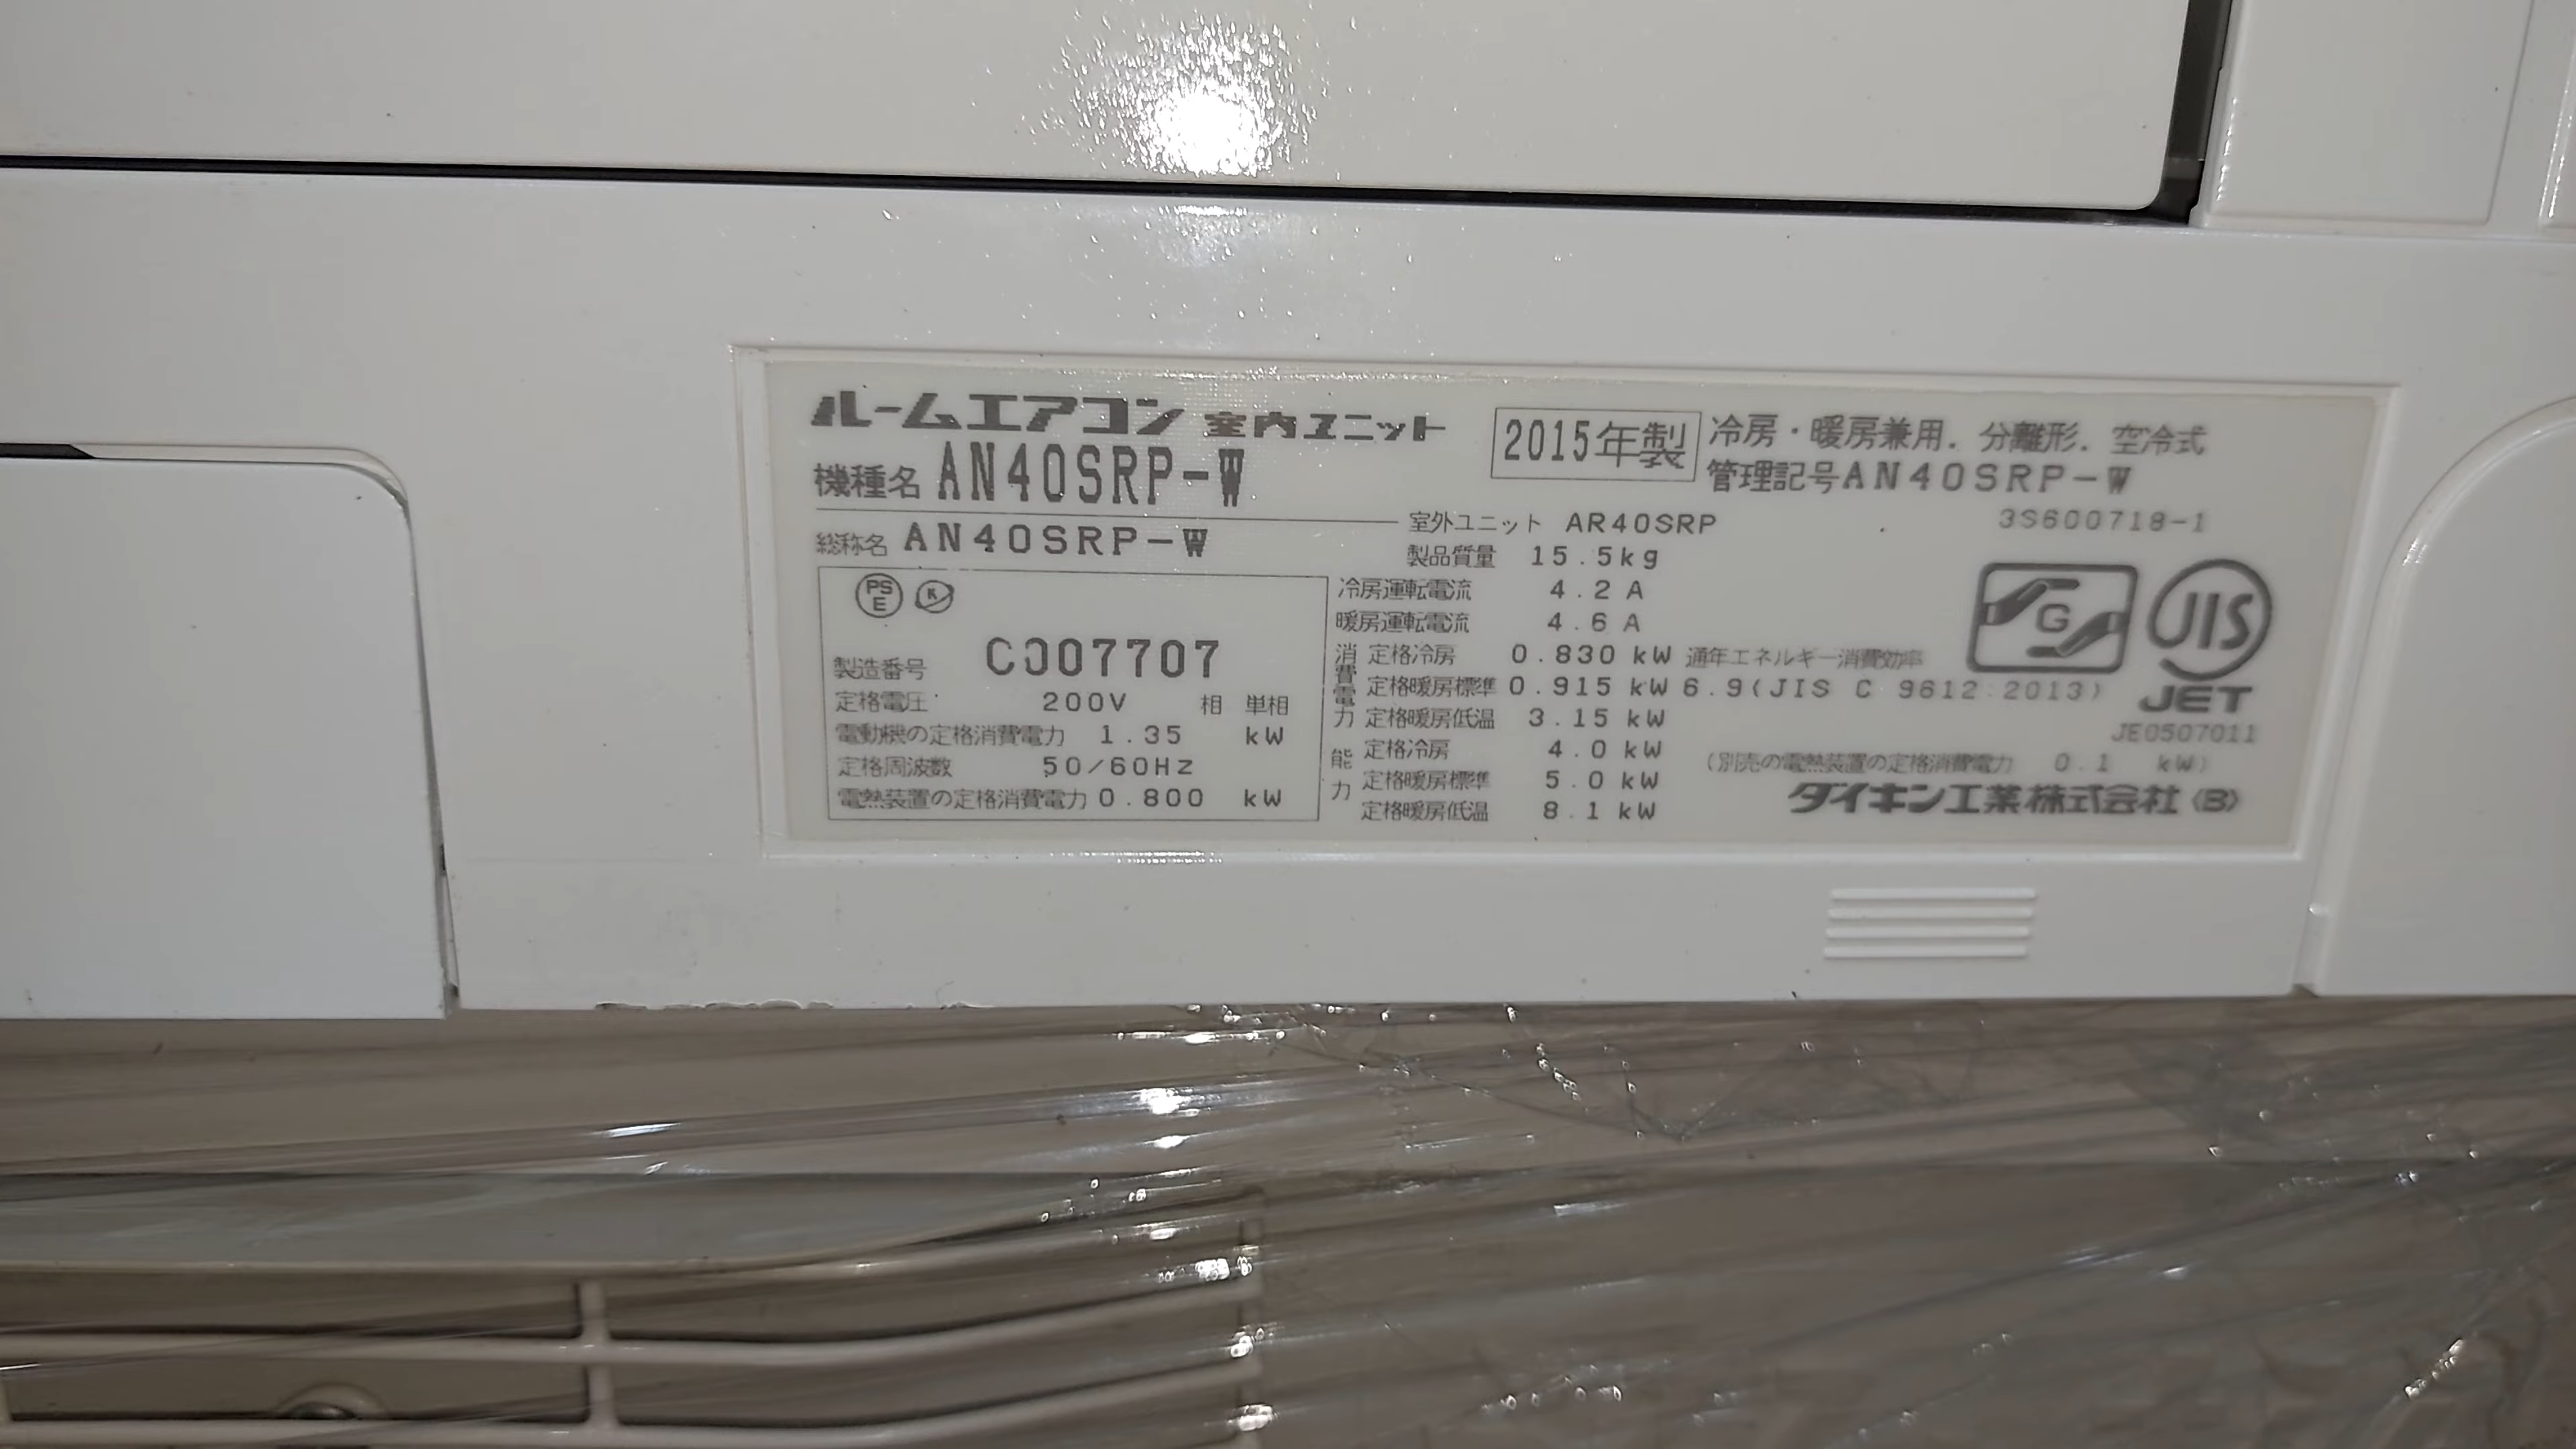 ルームエアコン 室内ユニット
機種名 AN40SRP-W
総称名 AN40SRP-W
PS
E
製造番号 C007707
定格電圧 200V 相 単相
電動機の定格消費電力 1.35 kW
定格周波数 50/60Hz
電熱装置の定格消費電力 0.800 kW
2015年製
冷房・暖房兼用.分離形.空冷式
管理記号AN40SRP-W
3S600718-1
室外ユニット AR40SRP
製品質量 15.5kg
冷房運転電流 4.2 A
暖房運転電流 4.6 A
消費電力
定格冷房 0.830 kW
定格暖房標準 0.915 kW
定格暖房低温 3.15 kW
能力
定格冷房 4.0 kW
定格暖房標準 5.0 kW
定格暖房低温 8.1 kW
通年エネルギー消費効率
6.9(JIS C 9612:2013)
G
JIS
JET
JE0507011
(別売の電熱装置の定格消費電力 0.1 kW)
ダイキン工業株式会社〈B〉